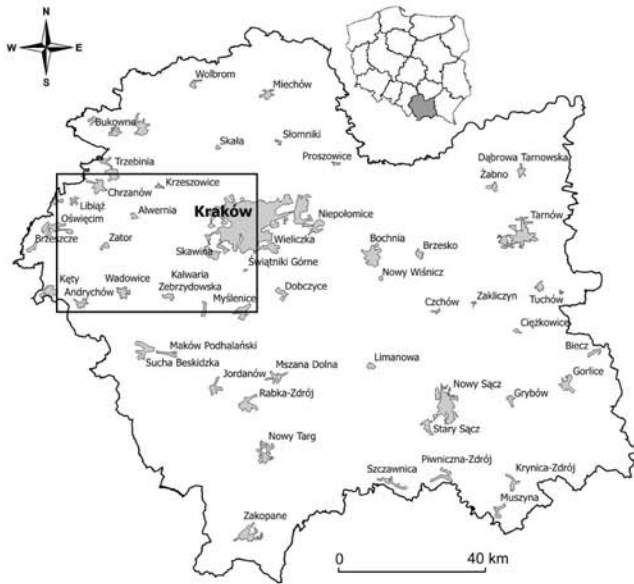 N
W E
S
Wolbrom
Miechów
Bukowno
Skała
Słomniki
Proszowice
Trzebinia
Dąbrowa
Tarnowska
Żabno
Chrzanów
Krzeszowice
Libiąż
Alwernia
Kraków
Niepołomice
Oświęcim
Tarnów
Brzeszcze
Zator
Skawina
Wieliczka
Bochnia
Brzesko
Świątniki Górne
Kęty
Wadowice
Kalwaria
Zebrzydowska
Andrychów
Myślenice
Dobczyce
Nowy Wiśnicz
Czchów
Zakliczyn
Tuchów
Ciężkowice
Biecz
Maków Podhalański
Sucha Beskidzka
Mszana Dolna
Limanowa
Jordanów
Rabka-Zdrój
Nowy Sącz
Grybów
Gorlice
Stary Sącz
Nowy Targ
Szczawnica
Piwniczna-Zdrój
Krynica-Zdrój
Muszyna
Zakopane
0 40 km